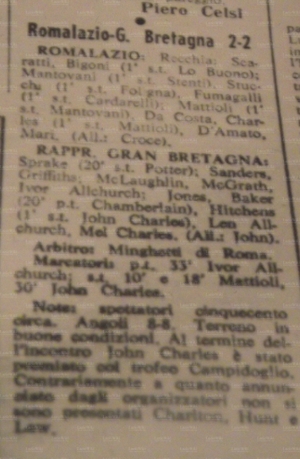 Piero Celsi
Romalazio-G. Bretagna 2-2
ROMALAZIO: Recchia: Sca-
ratti, Bigoni (1' s.t. Lo Buono);
Mantovani (1' s.t. Stenti), Stuc-
chi (1' s.t. Foligna), Fumagalli
(1' s.t. Cardarelli); Mattioli (1'
s.t. Mantovani), Da Costa, Char-
les (1' s.t. Mattioli), D'Amato,
Mari. (All.: Croce).
RAPPR. GRAN BRETAGNA:
Sprake (20' s.t. Potter); Sanders,
Griffiths; McLaughlin, McGrath,
Ivor Allchurch; Jones, Baker
(20' p.t. Chamberlain), Hitchens
(1' s.t. John Charles), Len All-
church, Mel Charles. (All.: John).
Arbitro: Minghetti di Roma.
Marcatori: p.t. 33' Ivor All-
church; s.t. 10' e 18' Mattioli,
30' John Charles.
Note: spettatori cinquecento
circa. Angoli 8-8. Terreno in
buone condizioni. Al termine del-
l'incontro John Charles è stato
premiato col trofeo Campidoglio.
Contrariamente a quanto annun-
ciato dagli organizzatori non si
sono presentati Charlton, Hunt e
Law.